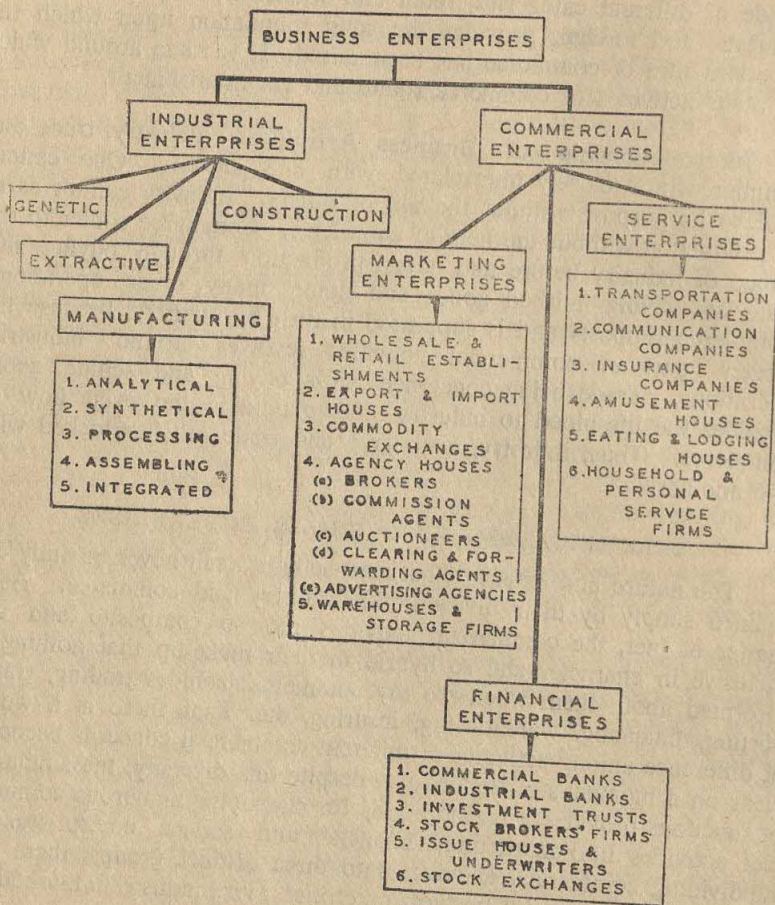 BUSINESS ENTERPRISES
INDUSTRIAL
ENTERPRISES
COMMERCIAL
ENTERPRISES
GENETIC
EXTRACTIVE
MANUFACTURING
CONSTRUCTION
1. ANALYTICAL
2. SYNTHETICAL
3. PROCESSING
4. ASSEMBLING
5. INTEGRATED
MARKETING
ENTERPRISES
1. WHOLESALE &
RETAIL ESTABLI-
SHMENTS
2. EXPORT & IMPORT
HOUSES
3. COMMODITY
EXCHANGES
4. AGENCY HOUSES
(a) BROKERS
(b) COMMISSION
AGENTS
(c) AUCTIONEERS
(d) CLEARING & FOR-
WARDING AGENTS
(e) ADVERTISING AGENCIES
5. WAREHOUSES &
STORAGE FIRMS
SERVICE
ENTERPRISES
1. TRANSPORTATION
COMPANIES
2. COMMUNICATION
COMPANIES
3. INSURANCE
COMPANIES
4. AMUSEMENT
HOUSES
5. EATING & LODGING
HOUSES
6. HOUSEHOLD &
PERSONAL
SERVICE
FIRMS
FINANCIAL
ENTERPRISES
1. COMMERCIAL BANKS
2. INDUSTRIAL BANKS
3. INVESTMENT TRUSTS
4. STOCK BROKERS' FIRMS
5. ISSUE HOUSES &
UNDERWRITERS
6. STOCK EXCHANGES